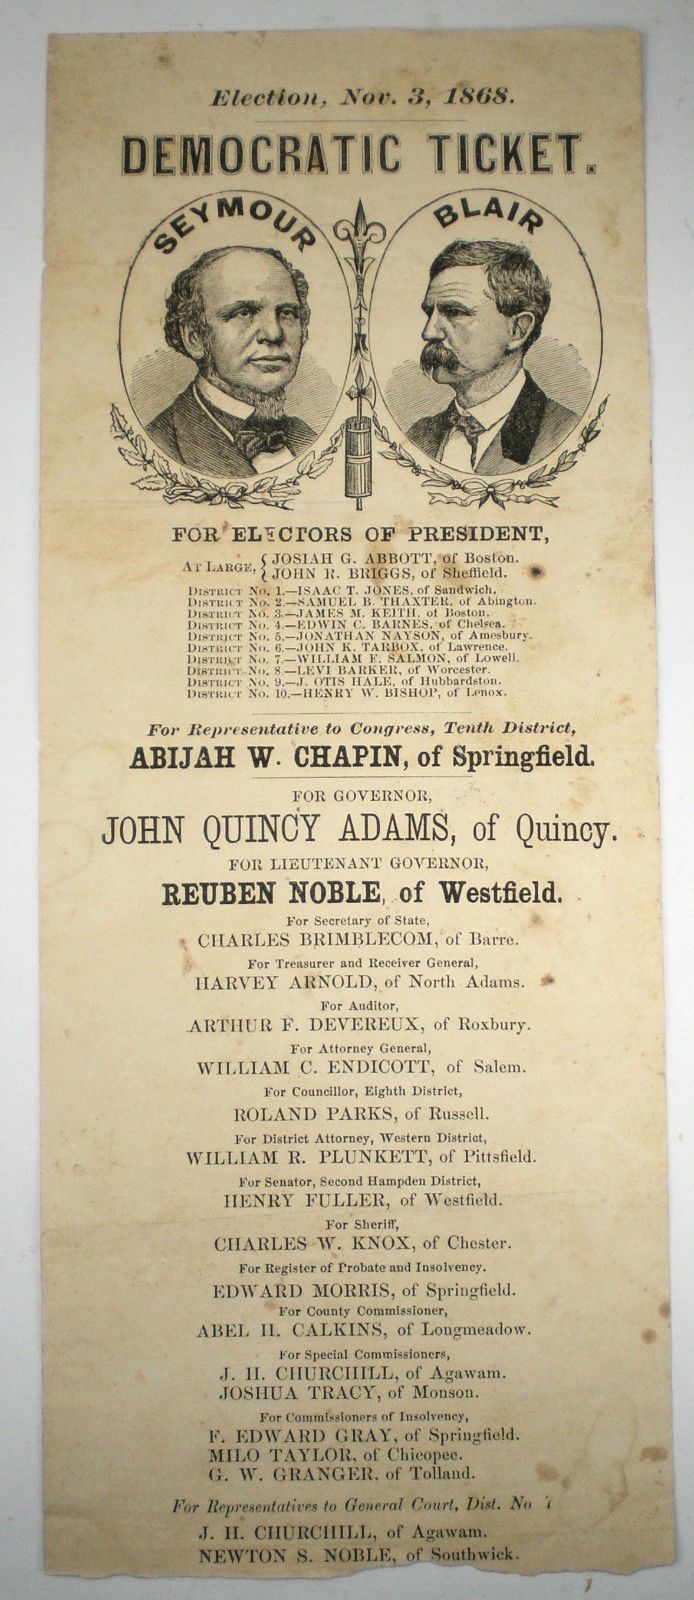 Election, Nov. 3, 1868.
DEMOCRATIC TICKET.
SEYMOUR
BLAIR
FOR ELECTORS OF PRESIDENT,
AT LARGE, { JOSIAH G. ABBOTT, of Boston.
JOHN R. BRIGGS, of Sheffield.
DISTRICT No. 1.—ISAAC T. JONES, of Sandwich.
DISTRICT No. 2.—SAMUEL B. THAXTER, of Abington.
DISTRICT No. 3.—JAMES M. KEITH, of Boston.
DISTRICT No. 4.—EDWIN C. BARNES, of Chelsea.
DISTRICT No. 5.—JONATHAN NAYSON, of Amesbury.
DISTRICT No. 6.—JOHN K. TARBOX, of Lawrence.
DISTRICT No. 7.—WILLIAM F. SALMON, of Lowell.
DISTRICT No. 8.—LEVI BARKER, of Worcester.
DISTRICT No. 9.—J. OTIS HALE, of Hubbardston.
DISTRICT No. 10.—HENRY W. BISHOP, of Lenox.
For Representative to Congress, Tenth District,
ABIJAH W. CHAPIN, of Springfield.
FOR GOVERNOR,
JOHN QUINCY ADAMS, of Quincy.
FOR LIEUTENANT GOVERNOR,
REUBEN NOBLE, of Westfield.
For Secretary of State,
CHARLES BRIMBLECOM, of Barre.
For Treasurer and Receiver General,
HARVEY ARNOLD, of North Adams.
For Auditor,
ARTHUR F. DEVEREUX, of Roxbury.
For Attorney General,
WILLIAM C. ENDICOTT, of Salem.
For Councillor, Eighth District,
ROLAND PARKS, of Russell.
For District Attorney, Western District,
WILLIAM R. PLUNKETT, of Pittsfield.
For Senator, Second Hampden District,
HENRY FULLER, of Westfield.
For Sheriff,
CHARLES W. KNOX, of Chester.
For Register of Probate and Insolvency.
EDWARD MORRIS, of Springfield.
For County Commissioner,
ABEL H. CALKINS, of Longmeadow.
For Special Commissioners,
J. H. CHURCHILL, of Agawam.
JOSHUA TRACY, of Monson.
For Commissioners of Insolvency,
F. EDWARD GRAY, of Springfield.
MILO TAYLOR, of Chicopee.
G. W. GRANGER, of Tolland.
For Representatives to General Court, Dist. No
J. H. CHURCHILL, of Agawam.
NEWTON S. NOBLE, of Southwick.